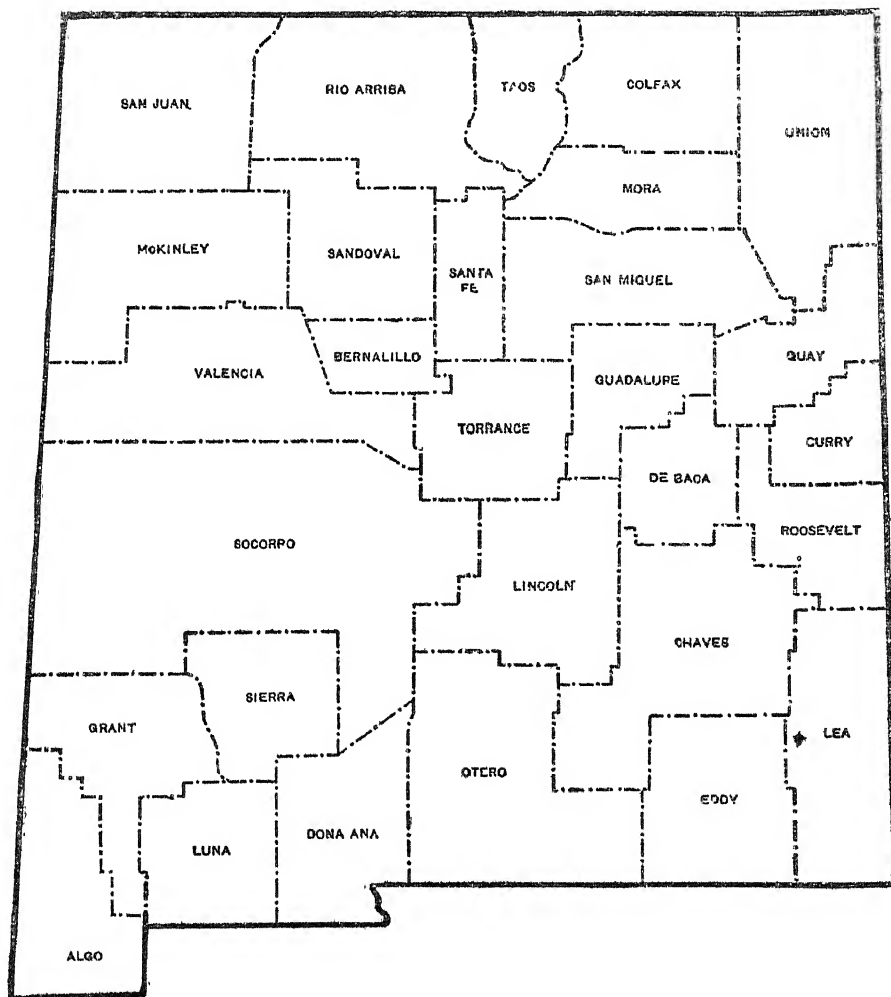 SAN JUAN
RIO ARRIBA
TAOS
COLFAX
UNION
MORA
McKINLEY
SANDOVAL
SANTA
FE
SAN MIGUEL
BERNALILLO
VALENCIA
GUADALUPE
QUAY
TORRANCE
CURRY
DE BACA
ROOSEVELT
SOCORPO
LINCOLN
CHAVES
SIERRA
GRANT
LEA
OTERO
EDDY
LUNA
DONA ANA
ALGO